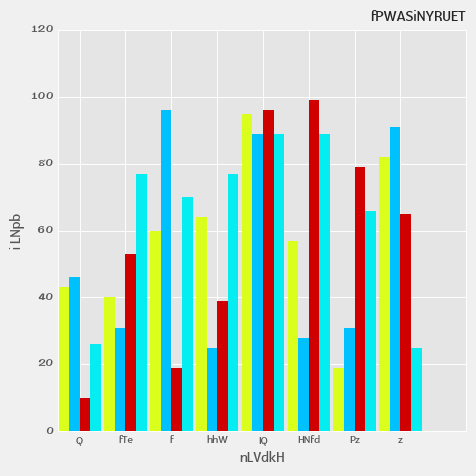 fPWASiNYRUET
120
100
80
60
40
20
0
i LNpb
Q fTe f hhW IQ HNfd Pz z
nLVdkH